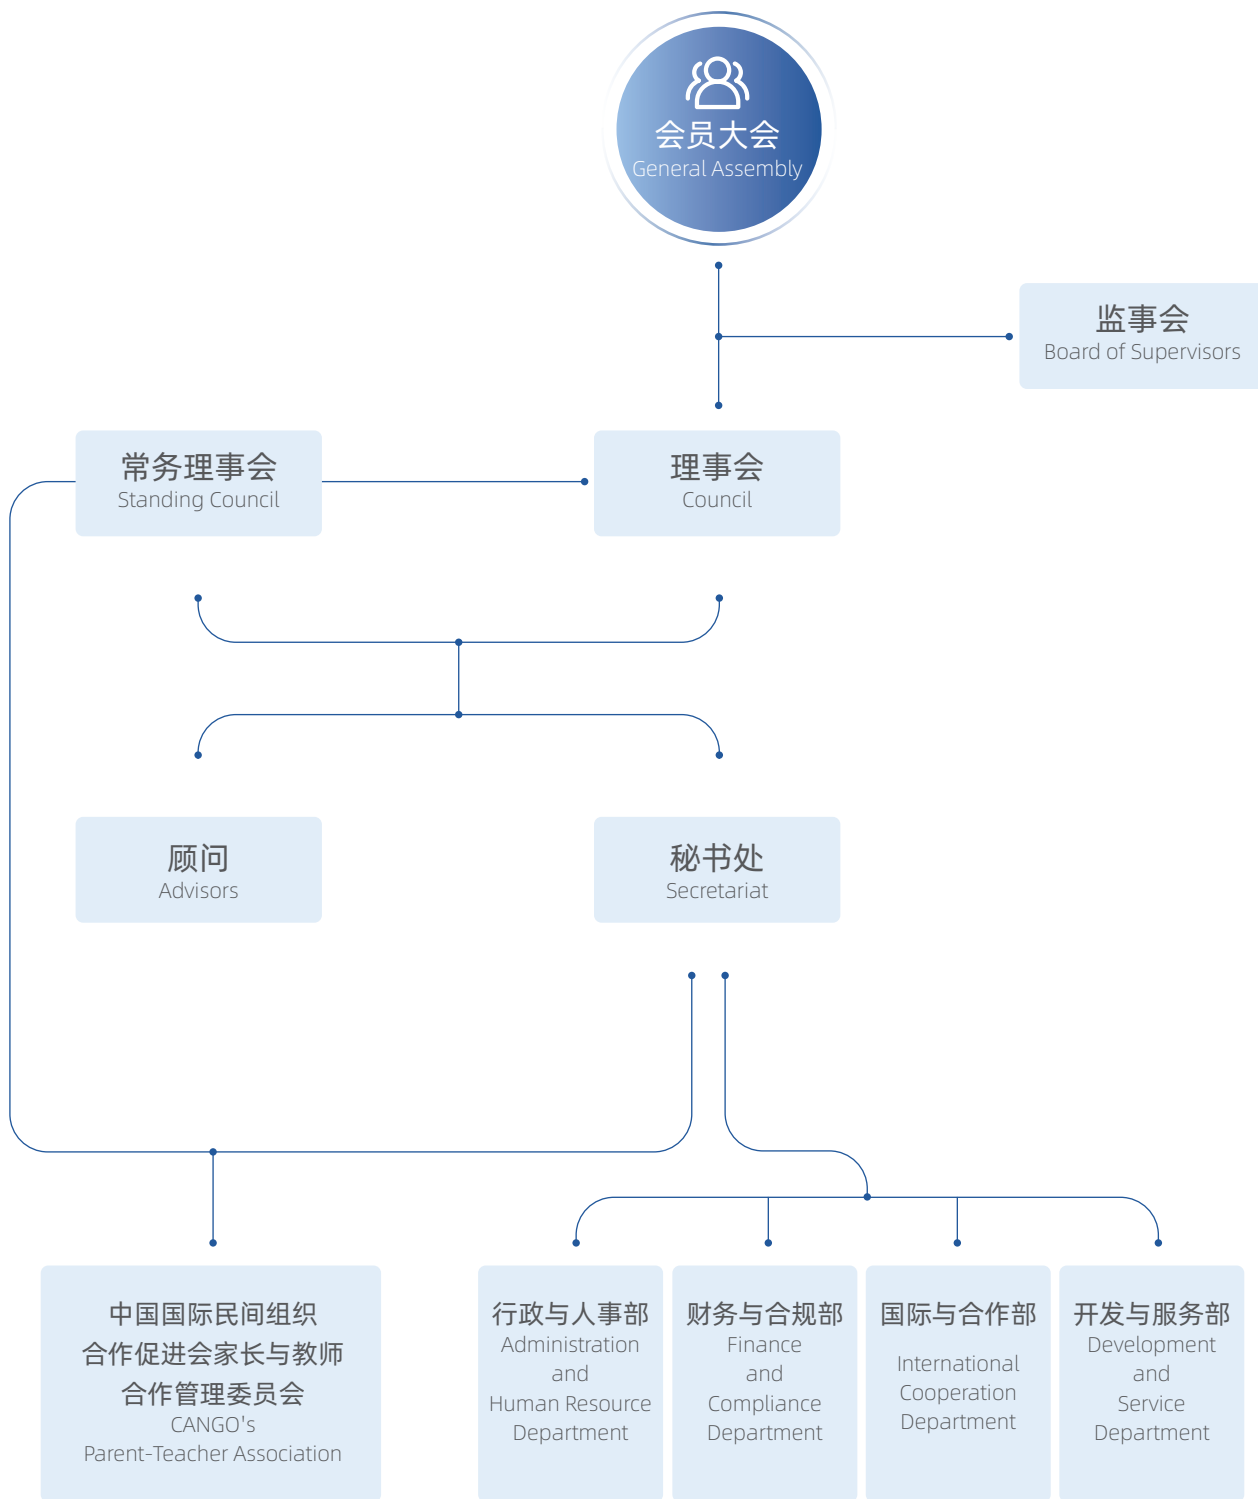 会员大会
General Assembly
监事会
Board of Supervisors
常务理事会
Standing Council
理事会
Council
顾问
Advisors
秘书处
Secretariat
中国国际民间组织
合作促进会家长与教师
合作管理委员会
CANGO's
Parent-Teacher Association
行政与人事部
Administration
and
Human Resource
Department
财务与合规部
Finance
and
Compliance
Department
国际与合作部
International
Cooperation
Department
开发与服务部
Development
and
Service
Department